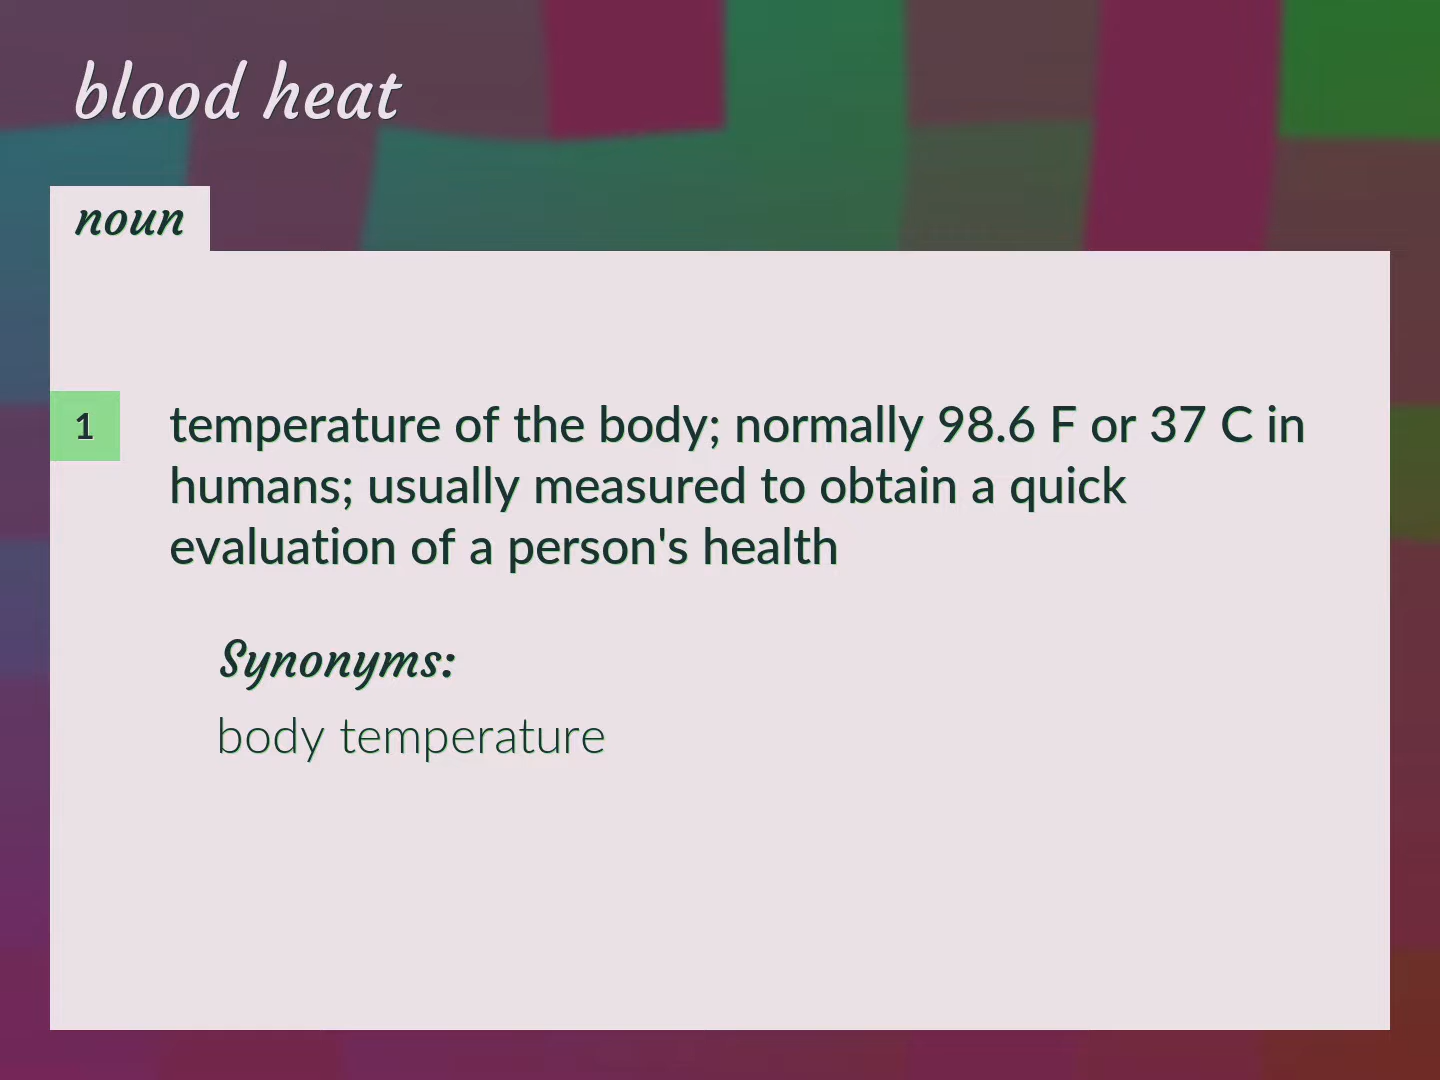 blood heat
noun
1
temperature of the body; normally 98.6 F or 37 C in
humans; usually measured to obtain a quick
evaluation of a person's health
Synonyms:
body temperature